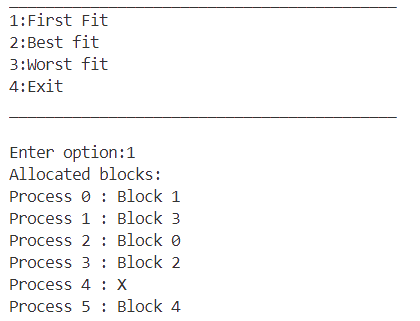 1:First Fit
2:Best fit
3:Worst fit
4:Exit
Enter option:1
Allocated blocks:
Process 0 : Block 1
Process 1 : Block 3
Process 2 : Block 0
Process 3 : Block 2
Process 4 : X
Process 5 : Block 4